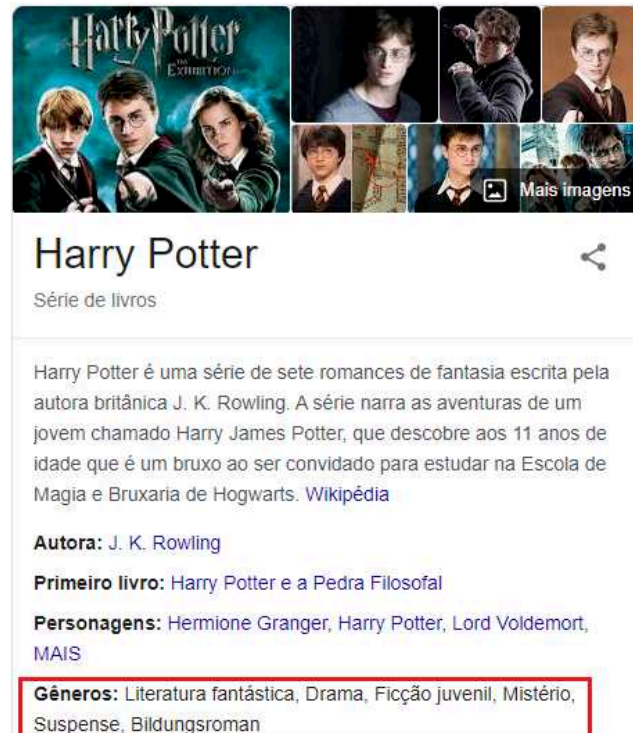 Harry Potter
THE
EXHIBITION
Mais imagens
Harry Potter
Série de livros
Harry Potter é uma série de sete romances de fantasia escrita pela
autora britânica J. K. Rowling. A série narra as aventuras de um
jovem chamado Harry James Potter, que descobre aos 11 anos de
idade que é um bruxo ao ser convidado para estudar na Escola de
Magia e Bruxaria de Hogwarts. Wikipédia
Autora: J. K. Rowling
Primeiro livro: Harry Potter e a Pedra Filosofal
Personagens: Hermione Granger, Harry Potter, Lord Voldemort,
MAIS
Gêneros: Literatura fantástica, Drama, Ficção juvenil, Mistério,
Suspense, Bildungsroman